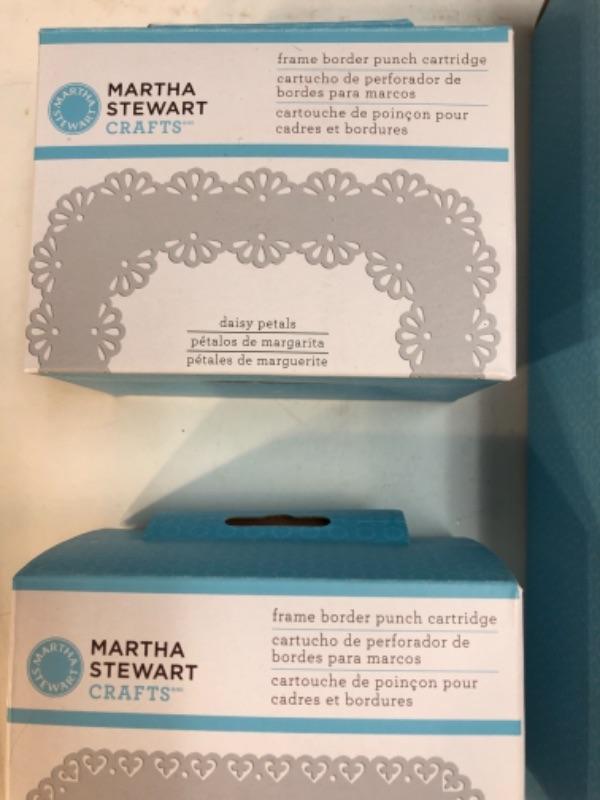 MARTHA
STEWART
CRAFTS
MARTHA
STEWART
frame border punch cartridge
cartucho de perforador de
bordes para marcos
cartouche de poinçon pour
cadres et bordures
daisy petals
pétalos de margarita
pétales de marguerite
MARTHA
STEWART
CRAFTS
MARTHA
STEWART
frame border punch cartridge
cartucho de perforador de
bordes para marcos
cartouche de poinçon pour
cadres et bordures